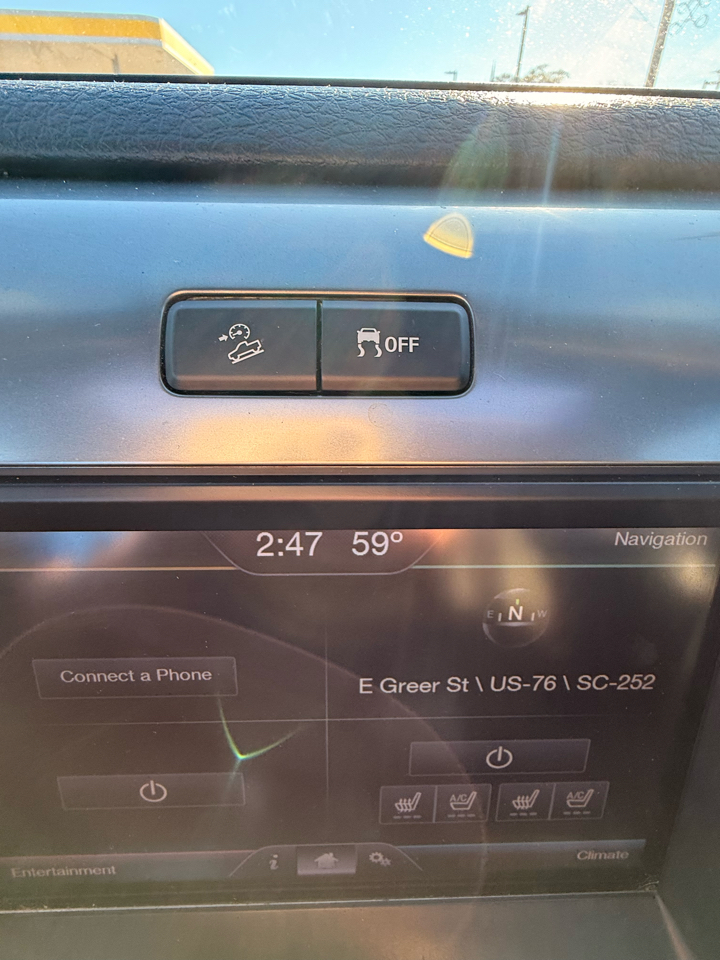 OFF
2:47 59°
Navigation
E N W
Connect a Phone
E Greer St \ US-76 \ SC-252
A/C A/C
Entertainment
i
Climate